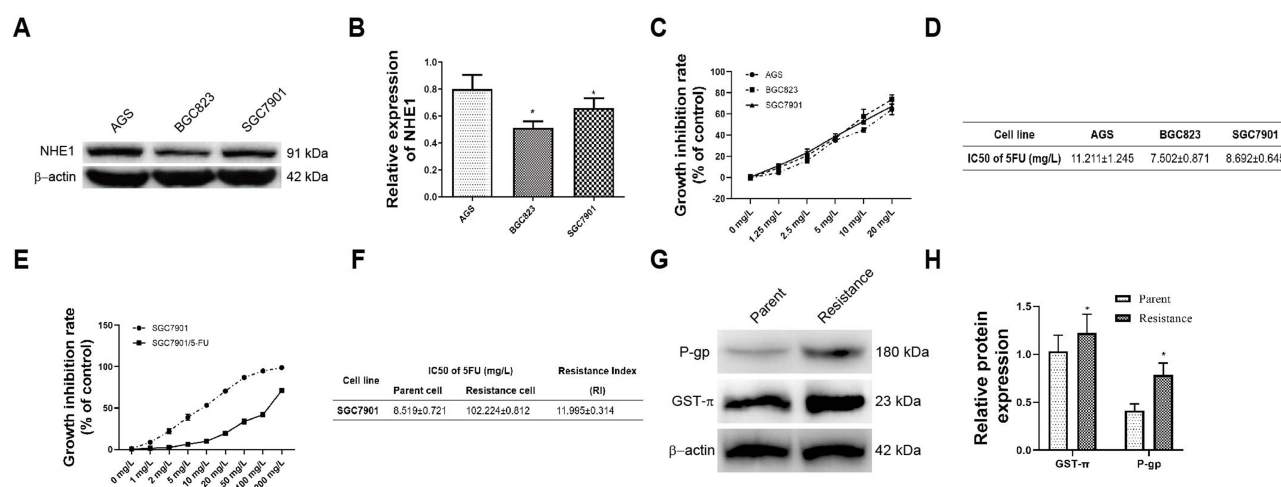 A
AGS
BGC823
SGC7901
NHE1
91 kDa
β-actin
42 kDa
B
Relative expression
of NHE1
1.0
0.8
0.6
0.4
0.2
0.0
*
*
AGS
BGC823
SGC7901
C
Growth inhibition rate
(% of control)
100
80
60
40
20
0
-20
AGS
BGC823
SGC7901
0 mg/L
1.25 mg/L
2.5 mg/L
5 mg/L
10 mg/L
20 mg/L
D
Cell line AGS BGC823 SGC7901
IC50 of 5FU (mg/L) 11.211±1.245 7.502±0.871 8.692±0.645
E
Growth inhibition rate
(% of control)
150
100
50
0
SGC7901
SGC7901/5-FU
0 mg/L
1 mg/L
2 mg/L
5 mg/L
10 mg/L
20 mg/L
50 mg/L
100 mg/L
200 mg/L
F
Cell line
IC50 of 5FU (mg/L)
Resistance Index
Parent cell Resistance cell (RI)
SGC7901 8.519±0.721 102.224±0.812 11.995±0.314
G
Parent
Resistance
P-gp
180 kDa
GST-π
23 kDa
β-actin
42 kDa
H
Relative protein
expression
1.5
1.0
0.5
0.0
Parent
Resistance
*
*
GST-π
P-gp